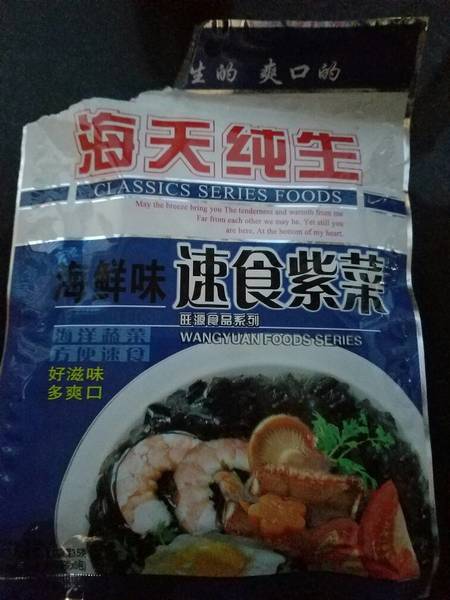 生的 爽口的
海天纯生
CLASSICS SERIES FOODS
May the breeze bring you The tenderness and warmth from me
Far from each other we may be, Yet still you
are here, At the bottom of my heart.
海鲜味 速食紫菜
旺源食品系列
WANGYUAN FOODS SERIES
海洋蔬菜
方便速食
好滋味
多爽口